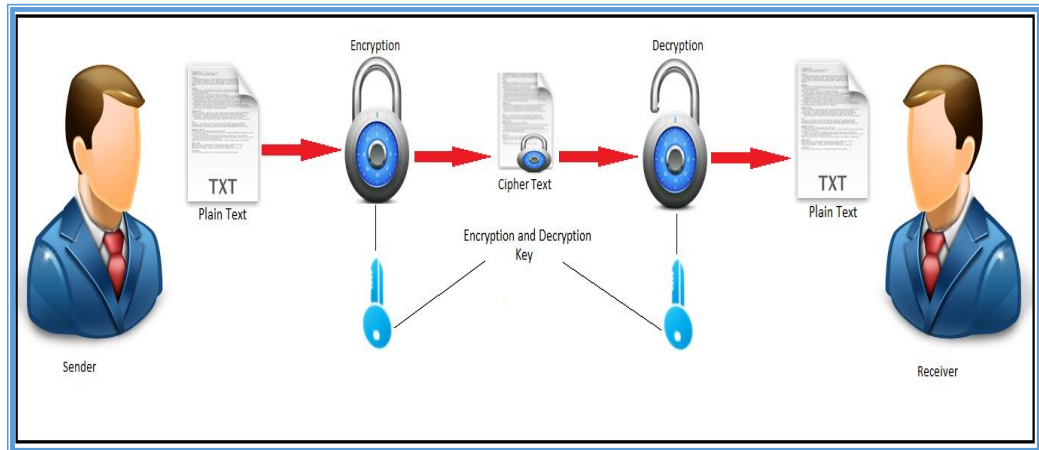 Encryption
Decryption
TXT
Plain Text
Cipher Text
TXT
Plain Text
Encryption and Decryption
Key
Sender
Receiver